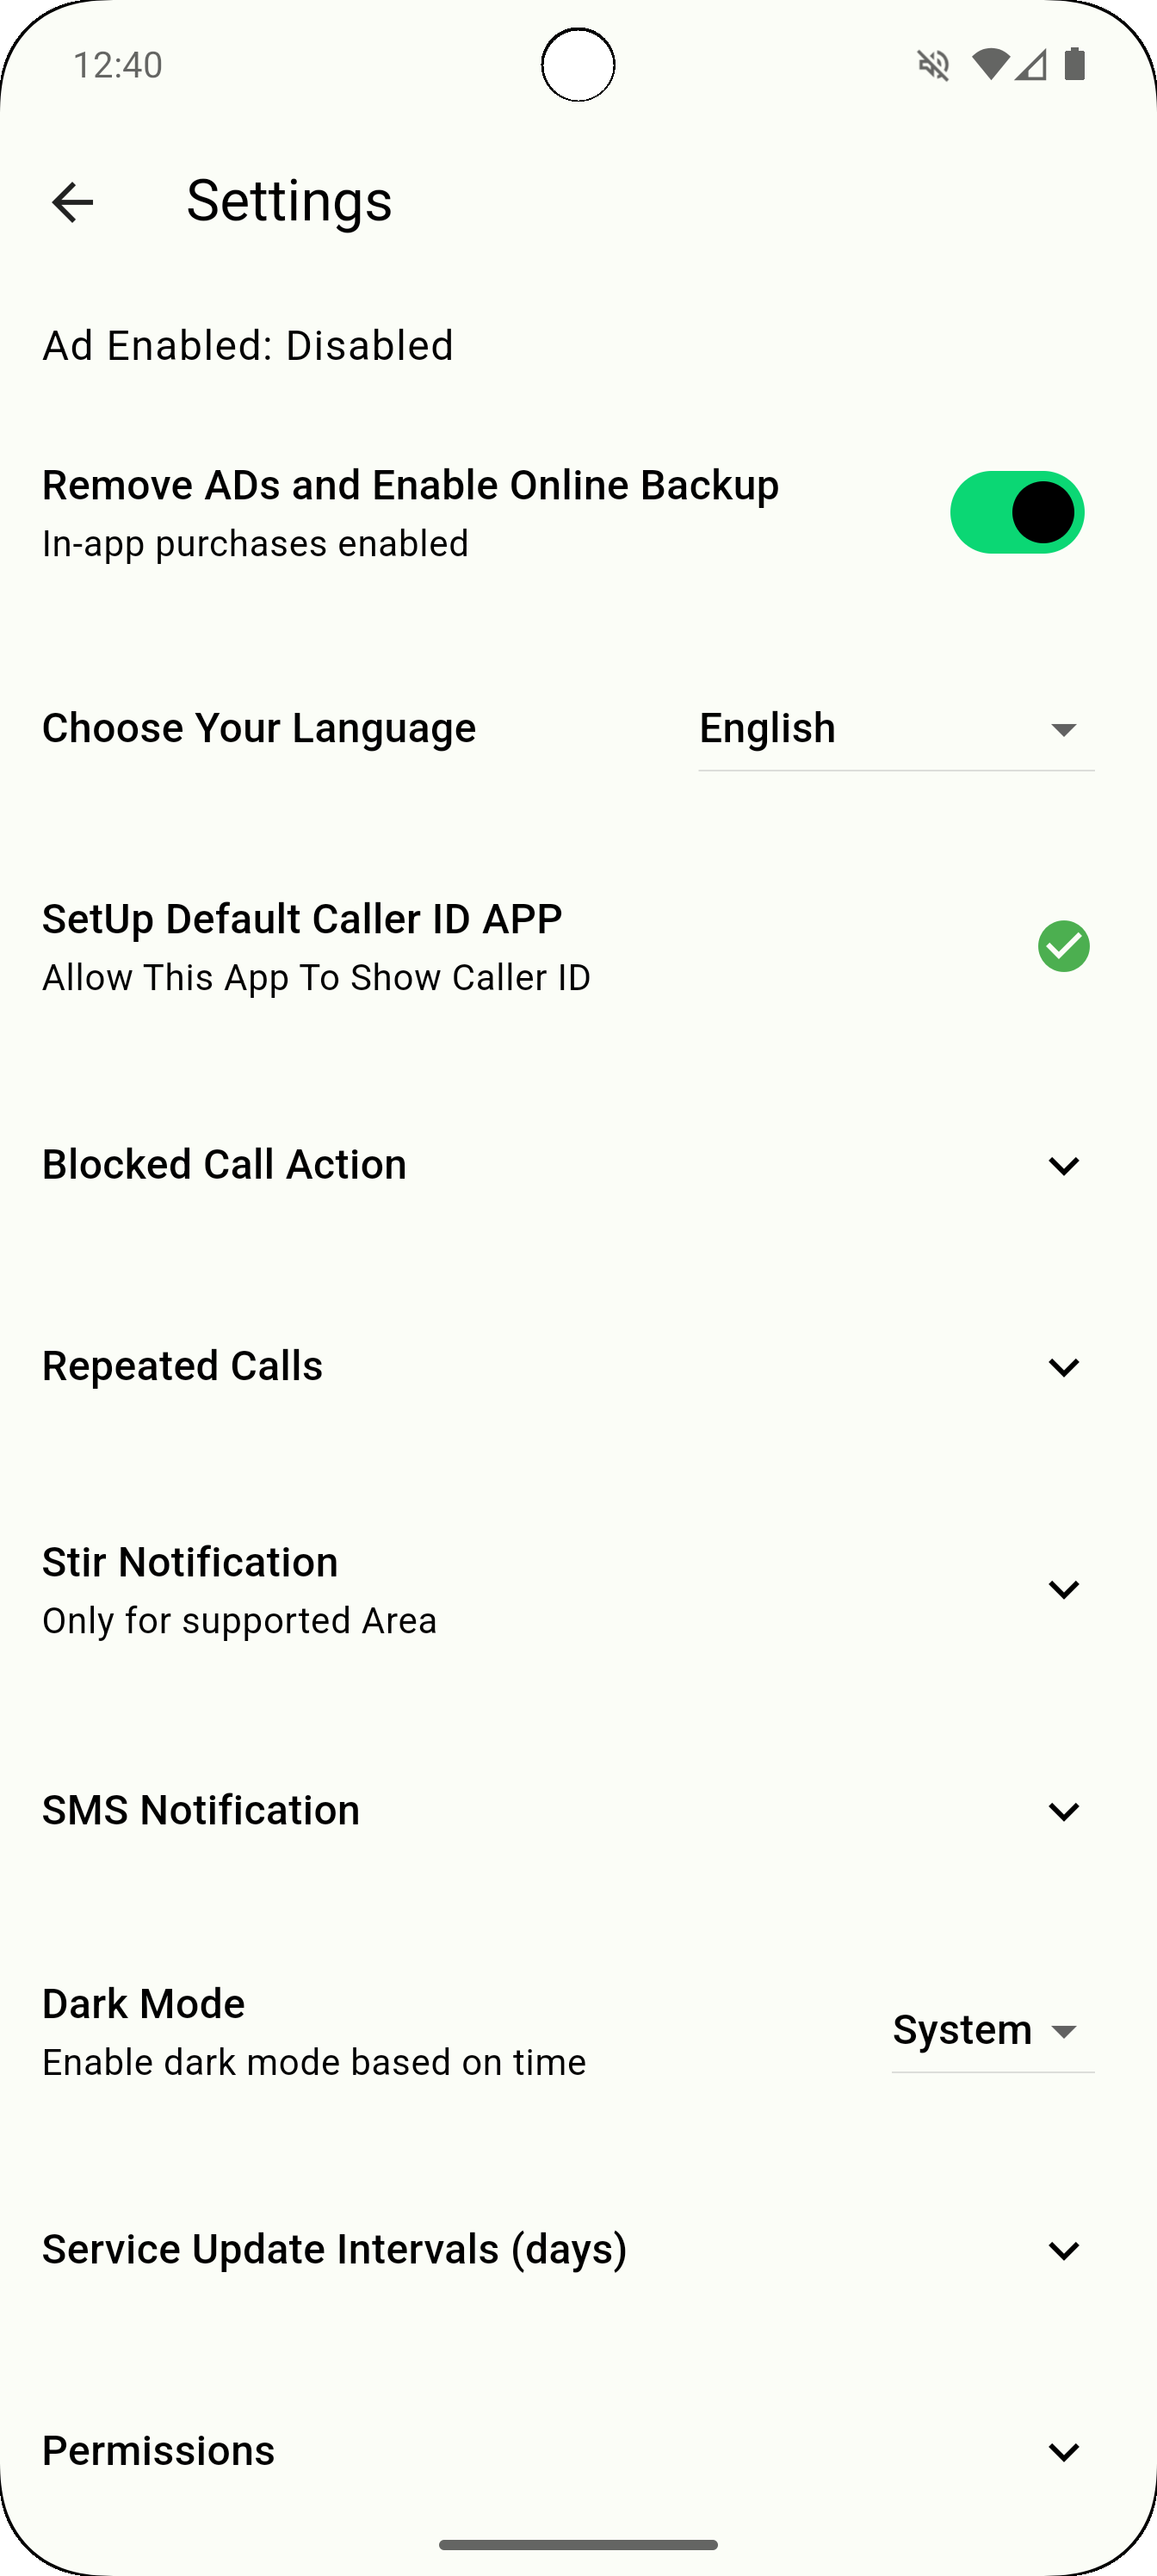 12:40
Settings
Ad Enabled: Disabled
Remove ADs and Enable Online Backup
In-app purchases enabled
Choose Your Language
English
SetUp Default Caller ID APP
Allow This App To Show Caller ID
Blocked Call Action
Repeated Calls
Stir Notification
Only for supported Area
SMS Notification
Dark Mode
Enable dark mode based on time
System
Service Update Intervals (days)
Permissions